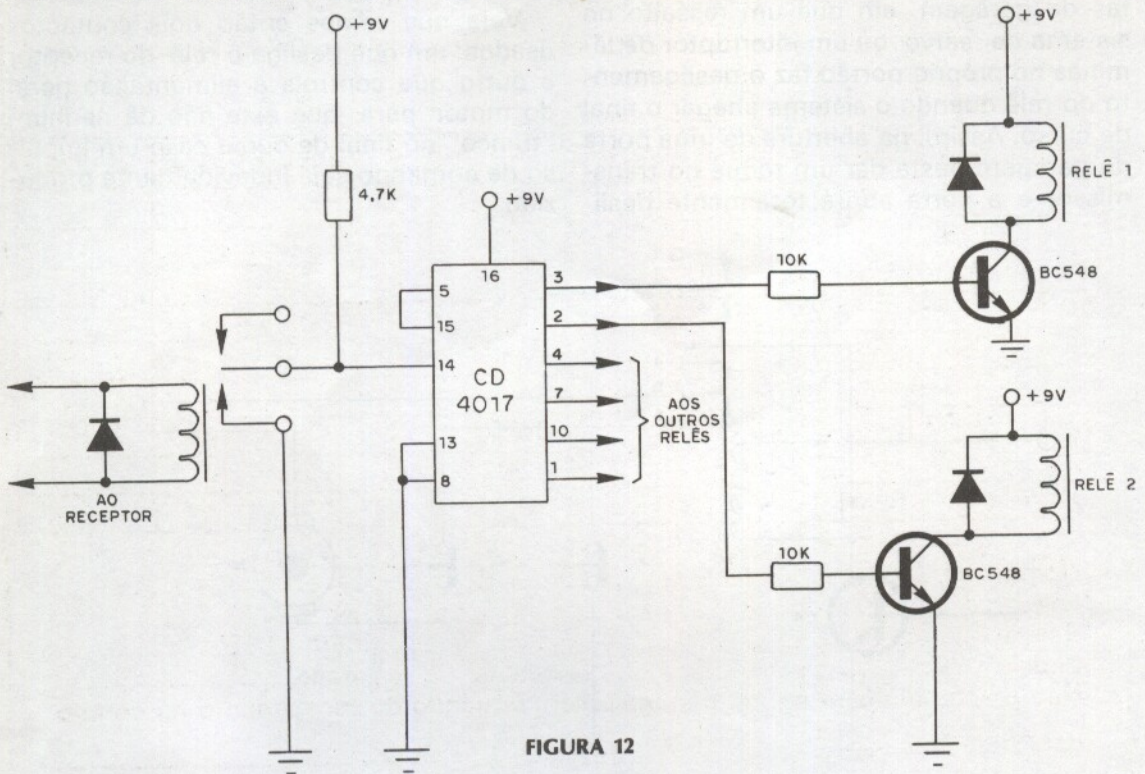 +9V
+9V
4,7K
+9V
RELÊ 1
BC548
16
5
15
14
13
8
CD
4017
3
2
4
7
10
1
10K
AOS
OUTROS
RELÊS
+9V
RELÊ 2
10K
BC548
AO
RECEPTOR
FIGURA 12